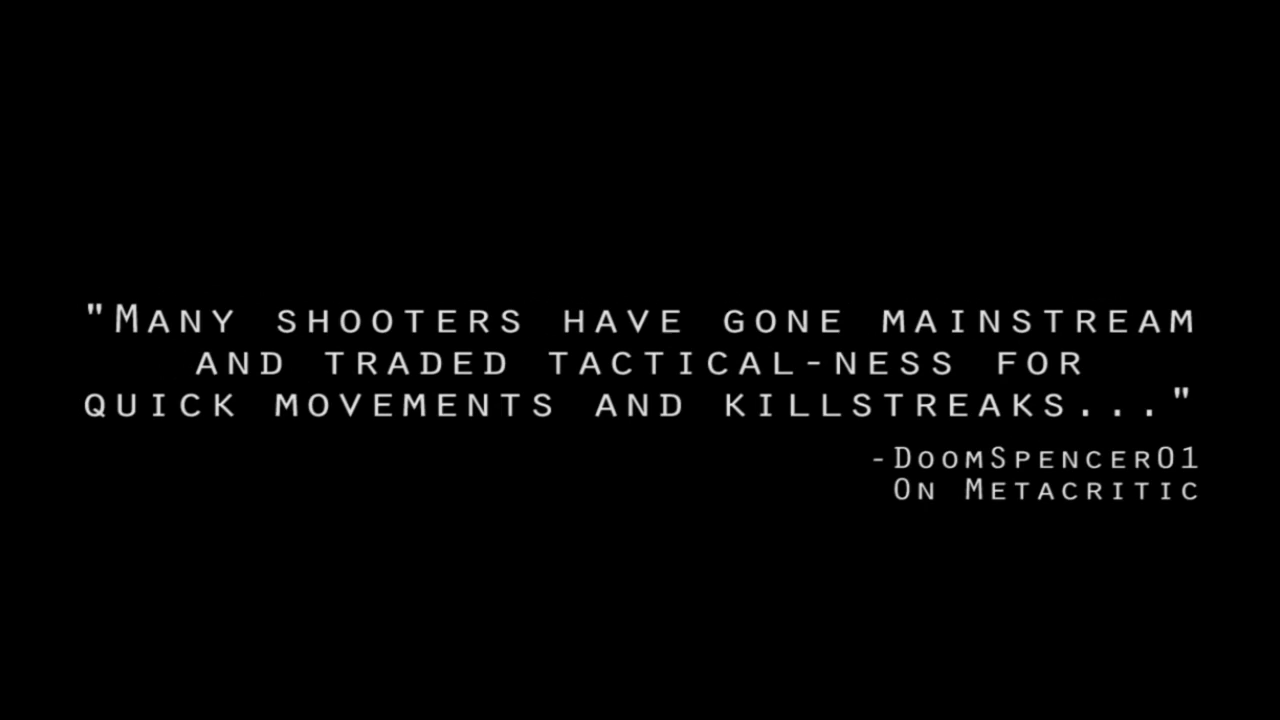 "Many shooters have gone mainstream
and traded tactical-ness for
quick movements and killstreaks..."
-DoomSpencer01
On Metacritic